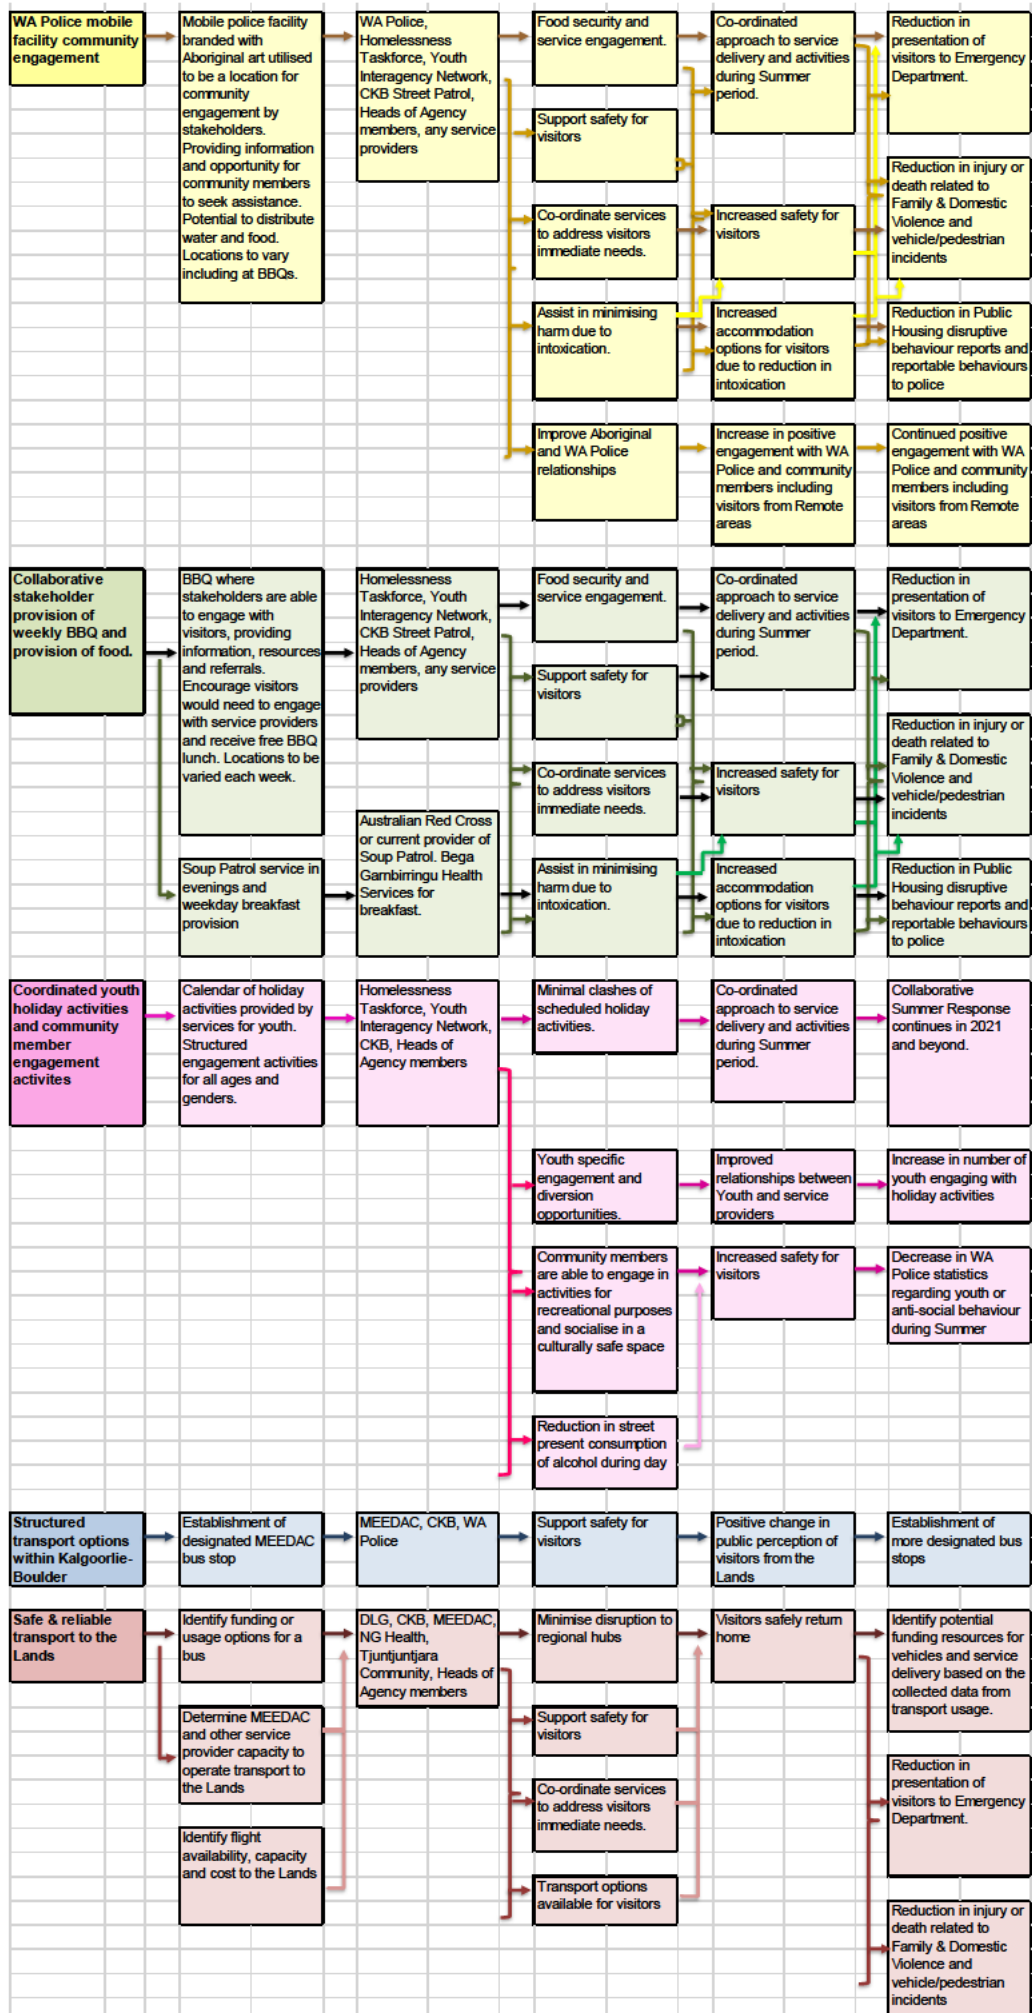 WA Police mobile
facility community
engagement
Mobile police facility
branded with
Aboriginal art utilised
to be a location for
community
engagement by
stakeholders.
Providing information
and opportunity for
community members
to seek assistance.
Potential to distribute
water and food.
Locations to vary
including at BBQs.
WA Police,
Homelessness
Taskforce, Youth
Interagency Network,
CKB Street Patrol,
Heads of Agency
members, any service
providers
Food security and
service engagement.
Support safety for
visitors
Co-ordinate services
to address visitors
immediate needs.
Assist in minimising
harm due to
intoxication.
Improve Aboriginal
and WA Police
relationships
Co-ordinated
approach to service
delivery and activities
during Summer
period.
Increased safety for
visitors
Increased
accommodation
options for visitors
due to reduction in
intoxication
Increase in positive
engagement with WA
Police and community
members including
visitors from Remote
areas
Reduction in
presentation of
visitors to Emergency
Department.
Reduction in injury or
death related to
Family & Domestic
Violence and
vehicle/pedestrian
incidents
Reduction in Public
Housing disruptive
behaviour reports and
reportable behaviours
to police
Continued positive
engagement with WA
Police and community
members including
visitors from Remote
areas
Collaborative
stakeholder
provision of
weekly BBQ and
provision of food.
BBQ where
stakeholders are able
to engage with
visitors, providing
information, resources
and referrals.
Encourage visitors
would need to engage
with service providers
and receive free BBQ
lunch. Locations to be
varied each week.
Soup Patrol service in
evenings and
weekday breakfast
provision
Homelessness
Taskforce, Youth
Interagency Network,
CKB Street Patrol,
Heads of Agency
members, any service
providers
Australian Red Cross
or current provider of
Soup Patrol. Bega
Garnbirringu Health
Services for
breakfast.
Food security and
service engagement.
Support safety for
visitors
Co-ordinate services
to address visitors
immediate needs.
Assist in minimising
harm due to
intoxication.
Co-ordinated
approach to service
delivery and activities
during Summer
period.
Increased safety for
visitors
Increased
accommodation
options for visitors
due to reduction in
intoxication
Reduction in
presentation of
visitors to Emergency
Department.
Reduction in injury or
death related to
Family & Domestic
Violence and
vehicle/pedestrian
incidents
Reduction in Public
Housing disruptive
behaviour reports and
reportable behaviours
to police
Coordinated youth
holiday activities
and community
member
engagement
activites
Calendar of holiday
activities provided by
services for youth.
Structured
engagement activities
for all ages and
genders.
Homelessness
Taskforce, Youth
Interagency Network,
CKB, Heads of
Agency members
Minimal clashes of
scheduled holiday
activities.
Youth specific
engagement and
diversion
opportunities.
Community members
are able to engage in
activities for
recreational purposes
and socialise in a
culturally safe space
Reduction in street
present consumption
of alcohol during day
Co-ordinated
approach to service
delivery and activities
during Summer
period.
Improved
relationships between
Youth and service
providers
Increased safety for
visitors
Collaborative
Summer Response
continues in 2021
and beyond.
Increase in number of
youth engaging with
holiday activities
Decrease in WA
Police statistics
regarding youth or
anti-social behaviour
during Summer
Structured
transport options
within Kalgoorlie-
Boulder
Establishment of
designated MEEDAC
bus stop
MEEDAC, CKB, WA
Police
Support safety for
visitors
Positive change in
public perception of
visitors from the
Lands
Establishment of
more designated bus
stops
Safe & reliable
transport to the
Lands
Identify funding or
usage options for a
bus
Determine MEEDAC
and other service
provider capacity to
operate transport to
the Lands
Identify flight
availability, capacity
and cost to the Lands
DLG, CKB, MEEDAC,
NG Health,
Tjuntjuntjara
Community, Heads of
Agency members
Minimise disruption to
regional hubs
Support safety for
visitors
Co-ordinate services
to address visitors
immediate needs.
Transport options
available for visitors
Visitors safely return
home
Identify potential
funding resources for
vehicles and service
delivery based on the
collected data from
transport usage.
Reduction in
presentation of
visitors to Emergency
Department.
Reduction in injury or
death related to
Family & Domestic
Violence and
vehicle/pedestrian
incidents